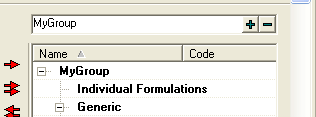 MyGroup
Name Code
MyGroup
Individual Formulations
Generic